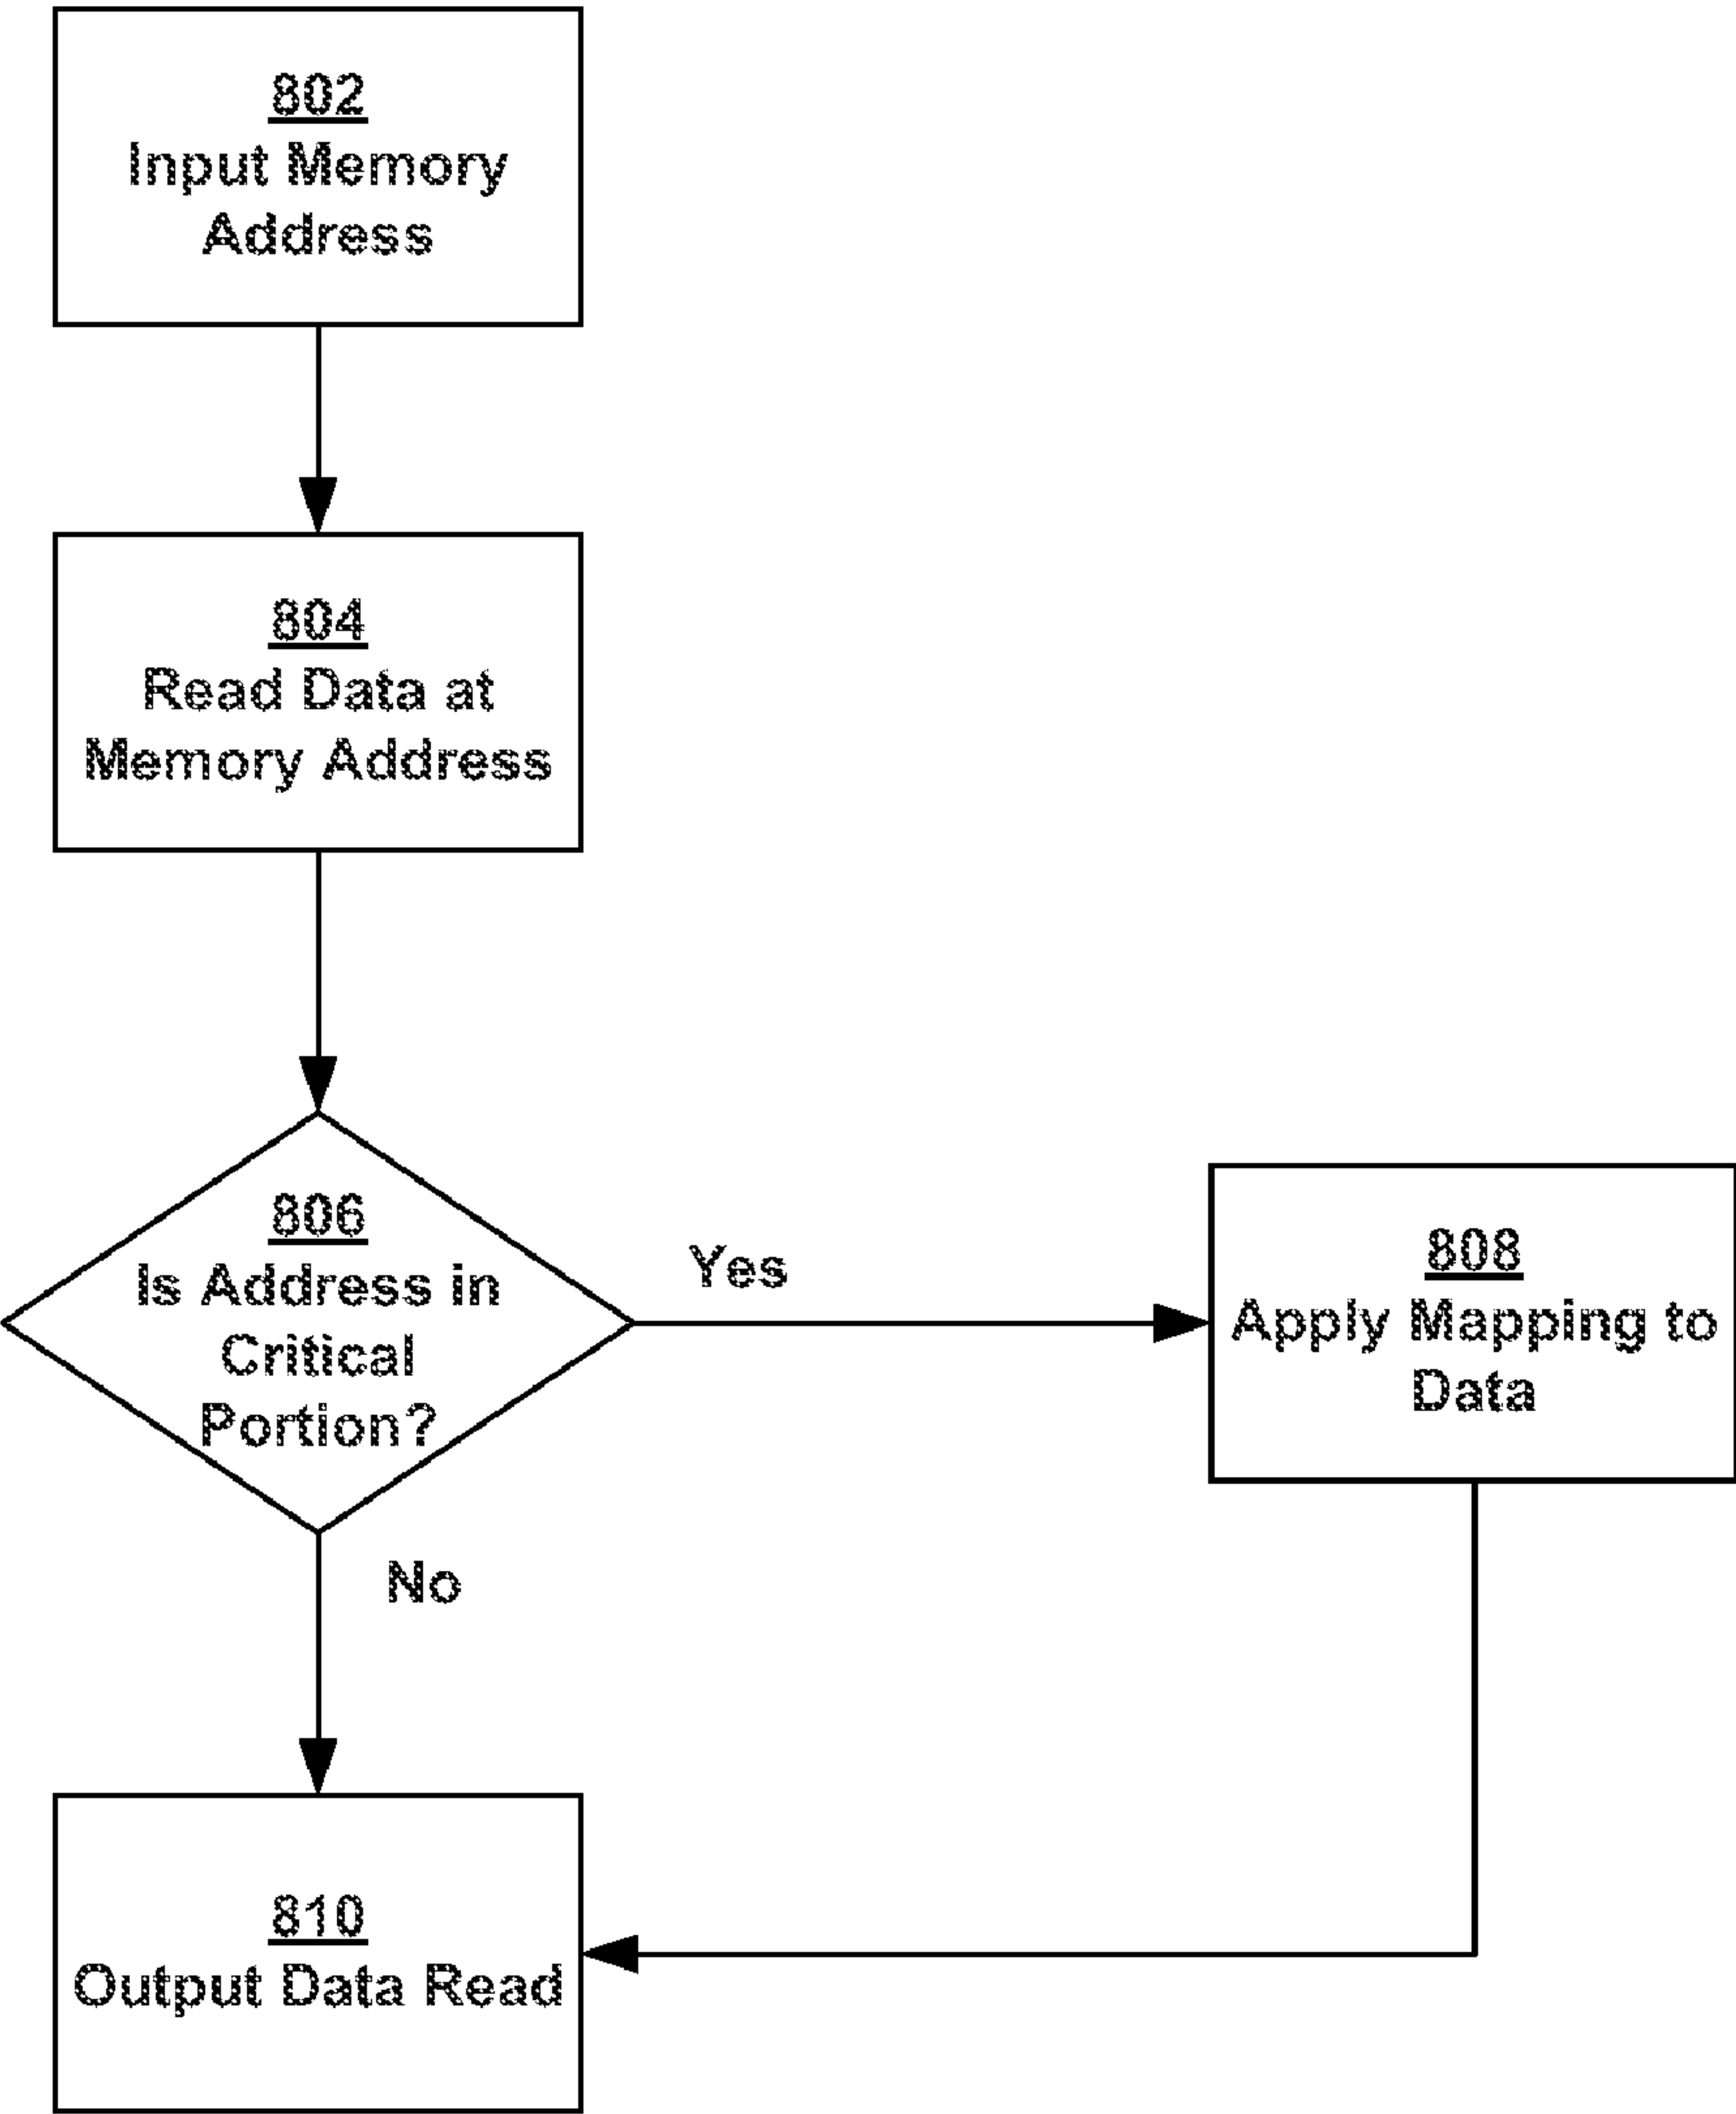 802
Input Memory
Address
804
Read Data at
Memory Address
806
Is Address in
Critical
Portion?
Yes
808
Apply Mapping to
Data
No
810
Output Data Read